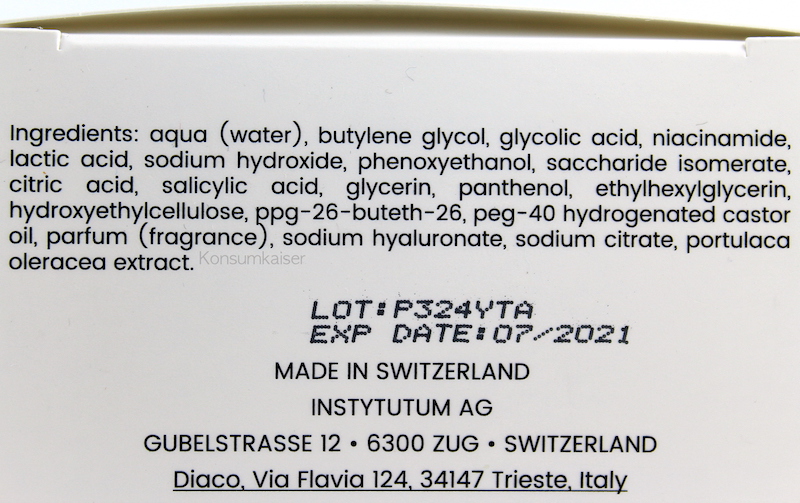 Ingredients: aqua (water), butylene glycol, glycolic acid, niacinamide,
lactic acid, sodium hydroxide, phenoxyethanol, saccharide isomerate,
citric acid, salicylic acid, glycerin, panthenol, ethylhexylglycerin,
hydroxyethylcellulose, ppg-26-buteth-26, peg-40 hydrogenated castor
oil, parfum (fragrance), sodium hyaluronate, sodium citrate, portulaca
oleracea extract. Konsumkaiser
LOT:P324YTA
EXP DATE:07/2021
MADE IN SWITZERLAND
INSTYTUTUM AG
GUBELSTRASSE 12 • 6300 ZUG • SWITZERLAND
Diaco, Via Flavia 124, 34147 Trieste, Italy